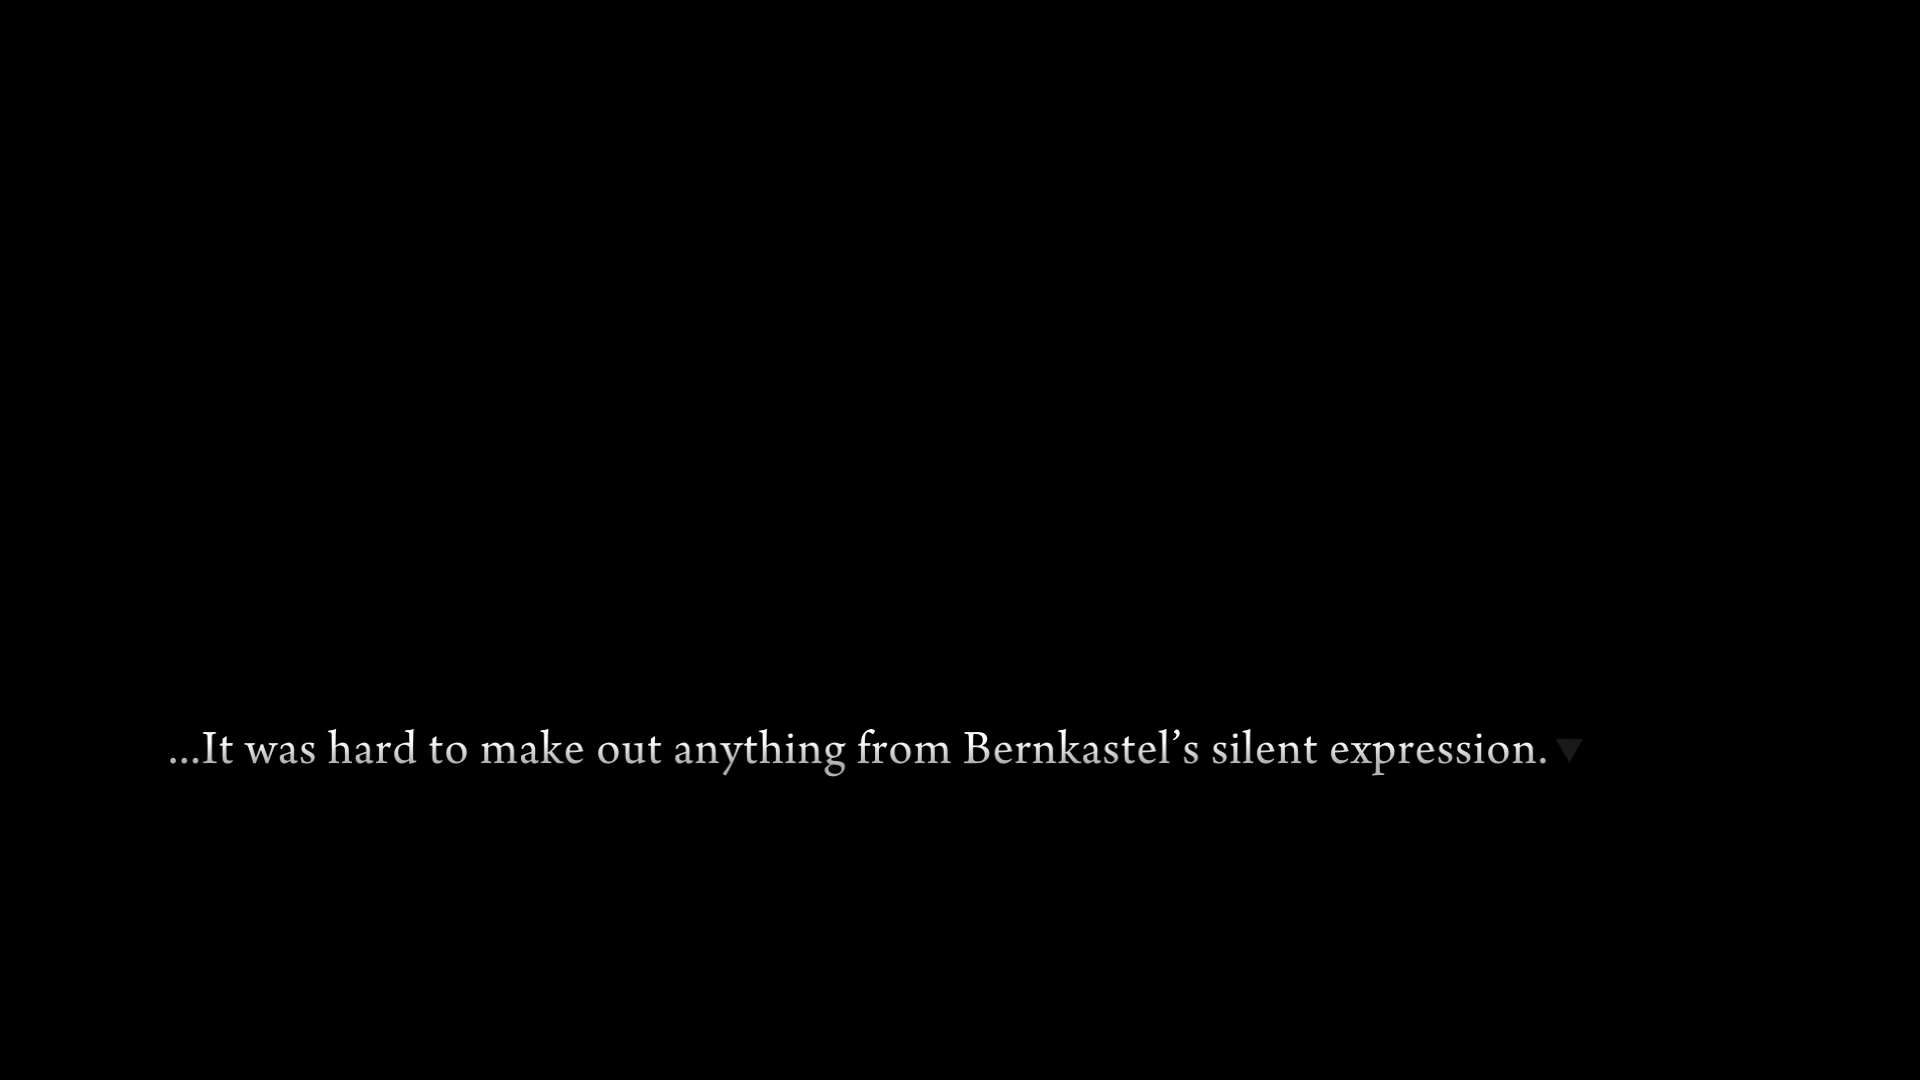 ...It was hard to make out anything from Bernkastel’s silent expression.